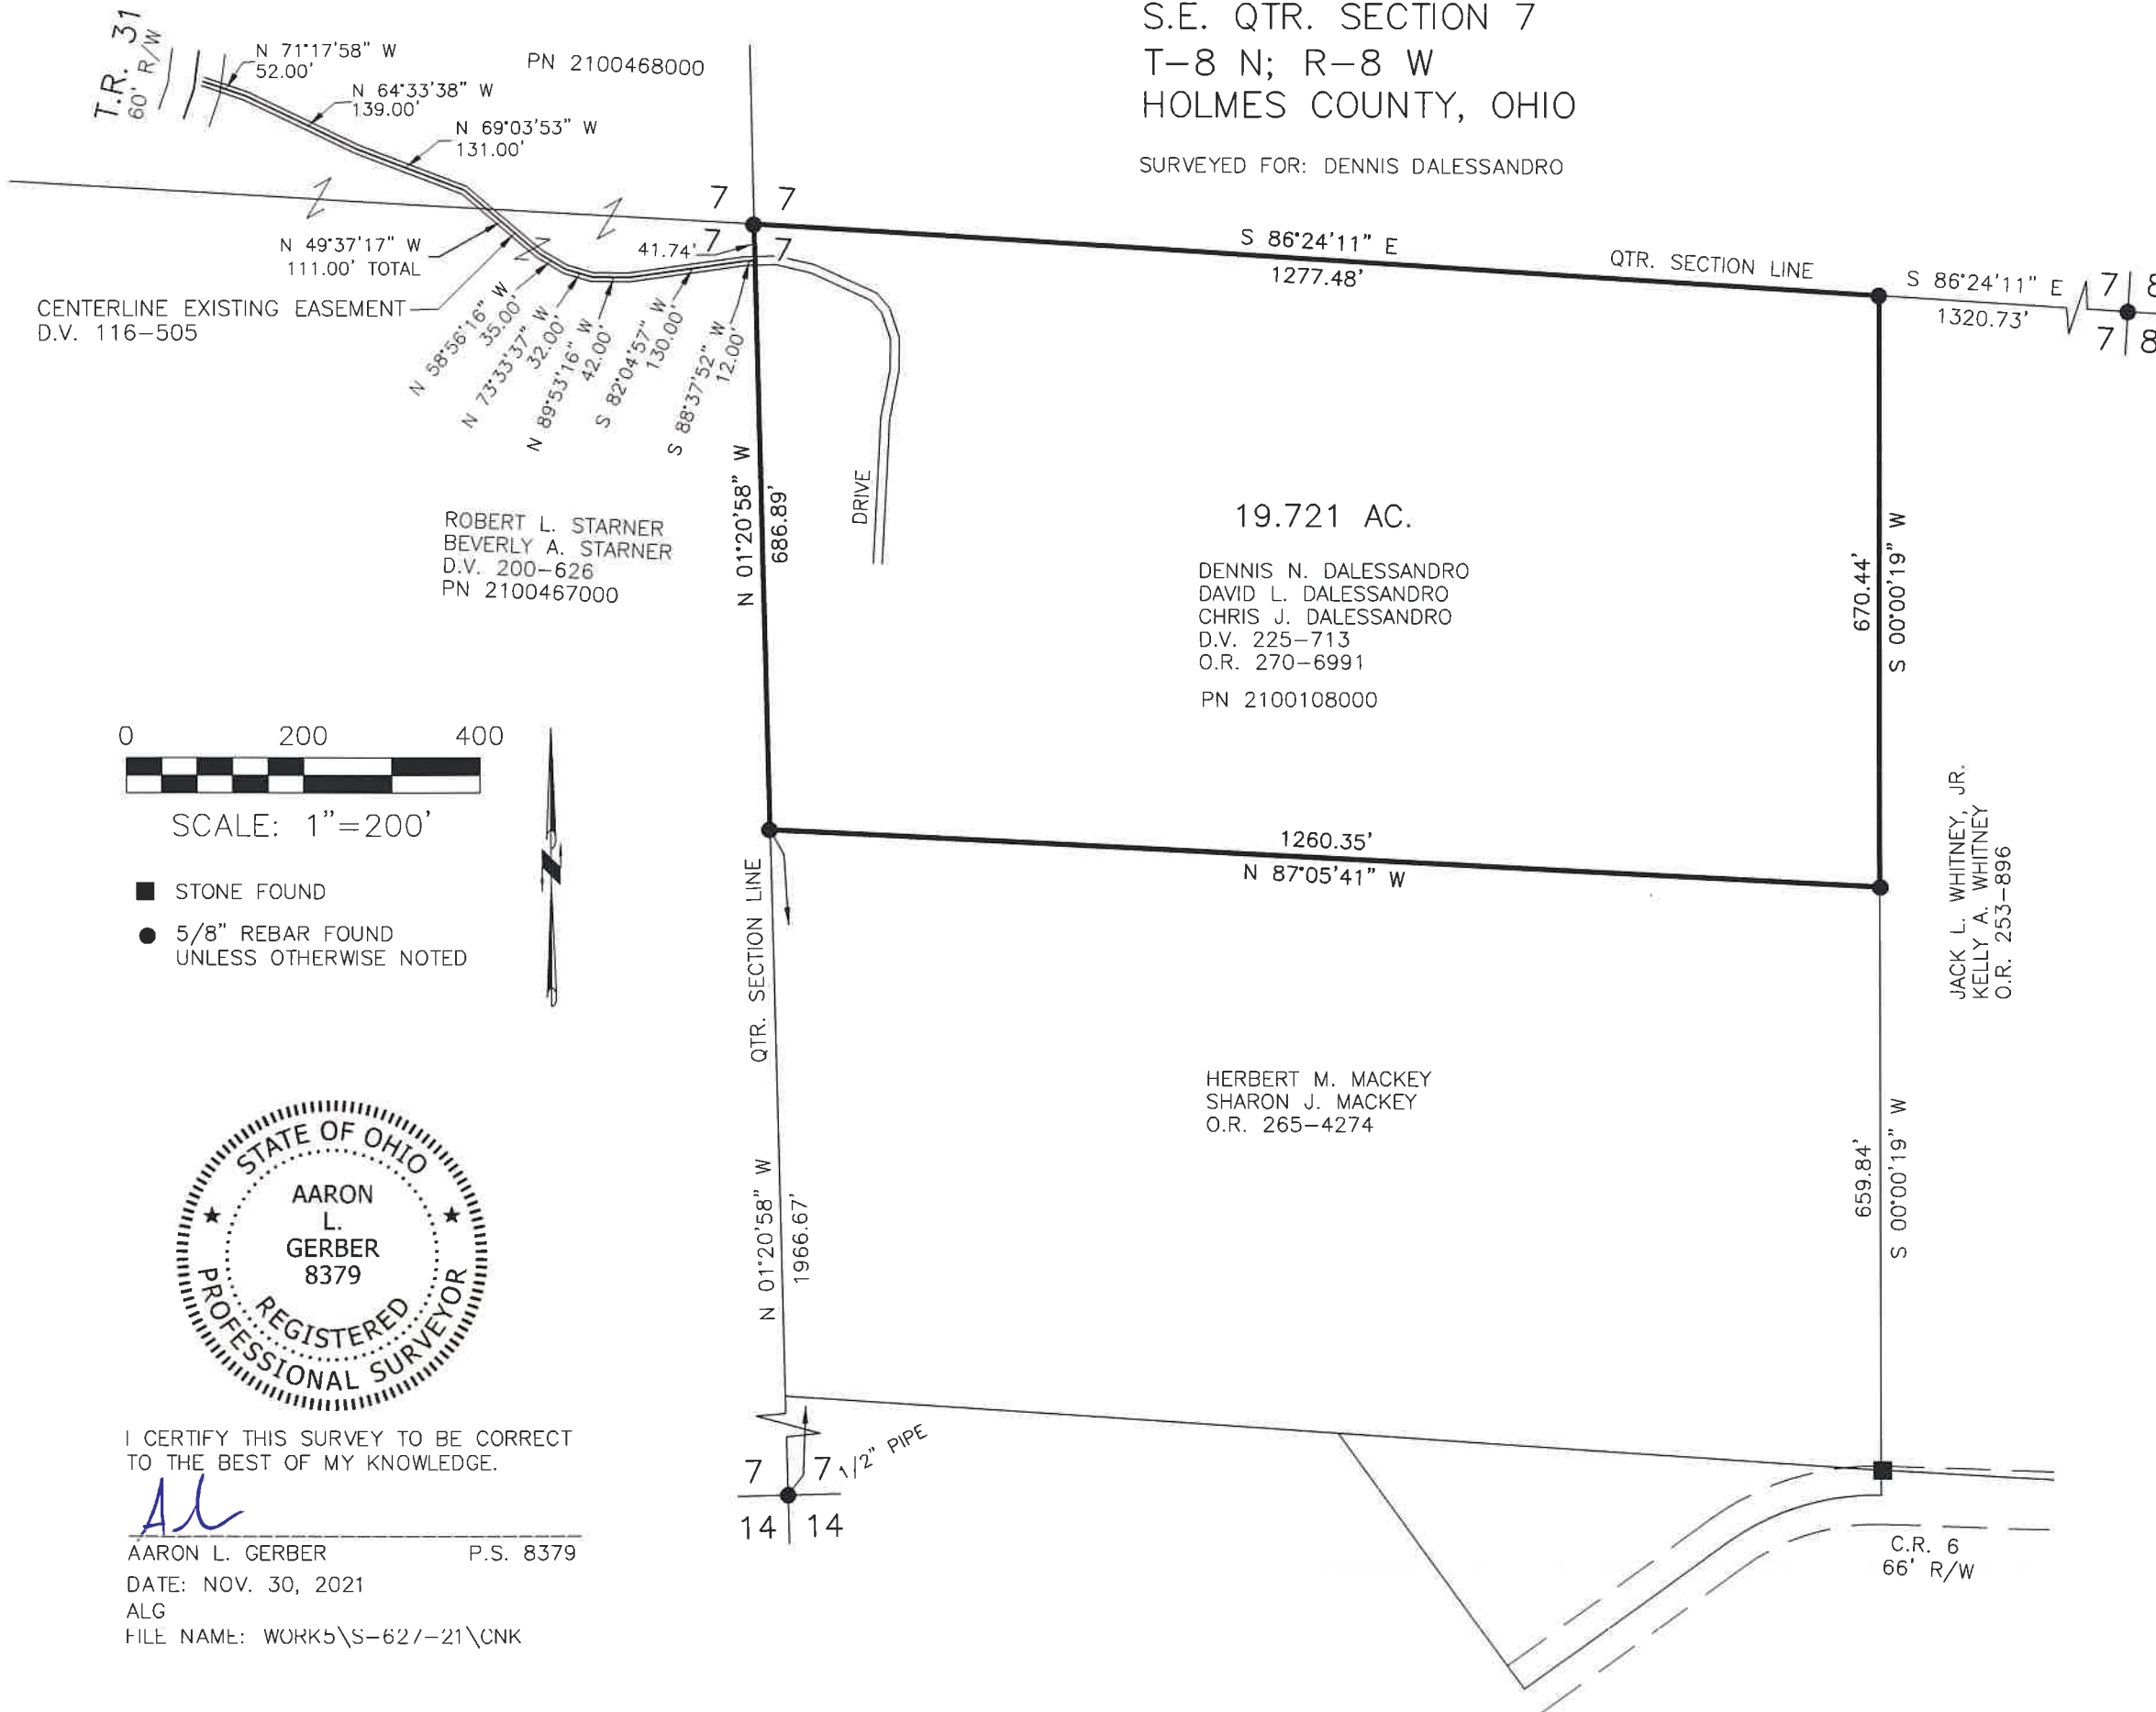 S.E. QTR. SECTION 7
T-8 N; R-8 W
HOLMES COUNTY, OHIO
SURVEYED FOR: DENNIS DALESSANDRO
T.R. 31
60' R/W
N 71°17'58" W
52.00'
PN 2100468000
N 64°33'38" W
139.00'
N 69°03'53" W
131.00'
N 49°37'17" W
111.00' TOTAL
CENTERLINE EXISTING EASEMENT
D.V. 116-505
7 7
7 7
41.74'
N 58°56'16" W
35.00'
N 73°33'37" W
32.00'
N 89°53'16" W
42.00'
S 82°04'57" W
130.00'
S 88°37'52" W
12.00'
S 86°24'11" E
1277.48'
QTR. SECTION LINE
S 86°24'11" E
1320.73'
7 8
7 8
N 01°20'58" W
686.89'
DRIVE
ROBERT L. STARNER
BEVERLY A. STARNER
D.V. 200-626
PN 2100467000
19.721 AC.
DENNIS N. DALESSANDRO
DAVID L. DALESSANDRO
CHRIS J. DALESSANDRO
D.V. 225-713
O.R. 270-6991
PN 2100108000
670.44'
S 00°00'19" W
0 200 400
SCALE: 1"=200'
STONE FOUND
5/8" REBAR FOUND
UNLESS OTHERWISE NOTED
1260.35'
N 87°05'41" W
QTR. SECTION LINE
JACK L. WHITNEY, JR.
KELLY A. WHITNEY
O.R. 253-896
HERBERT M. MACKEY
SHARON J. MACKEY
O.R. 265-4274
N 01°20'58" W
1966.67'
659.84'
S 00°00'19" W
STATE OF OHIO
AARON
L.
GERBER
8379
REGISTERED
PROFESSIONAL SURVEYOR
I CERTIFY THIS SURVEY TO BE CORRECT
TO THE BEST OF MY KNOWLEDGE.
AARON L. GERBER P.S. 8379
DATE: NOV. 30, 2021
ALG
FILE NAME: WORK5\S-627-21\CNK
7 7
1/2" PIPE
14 14
C.R. 6
66' R/W